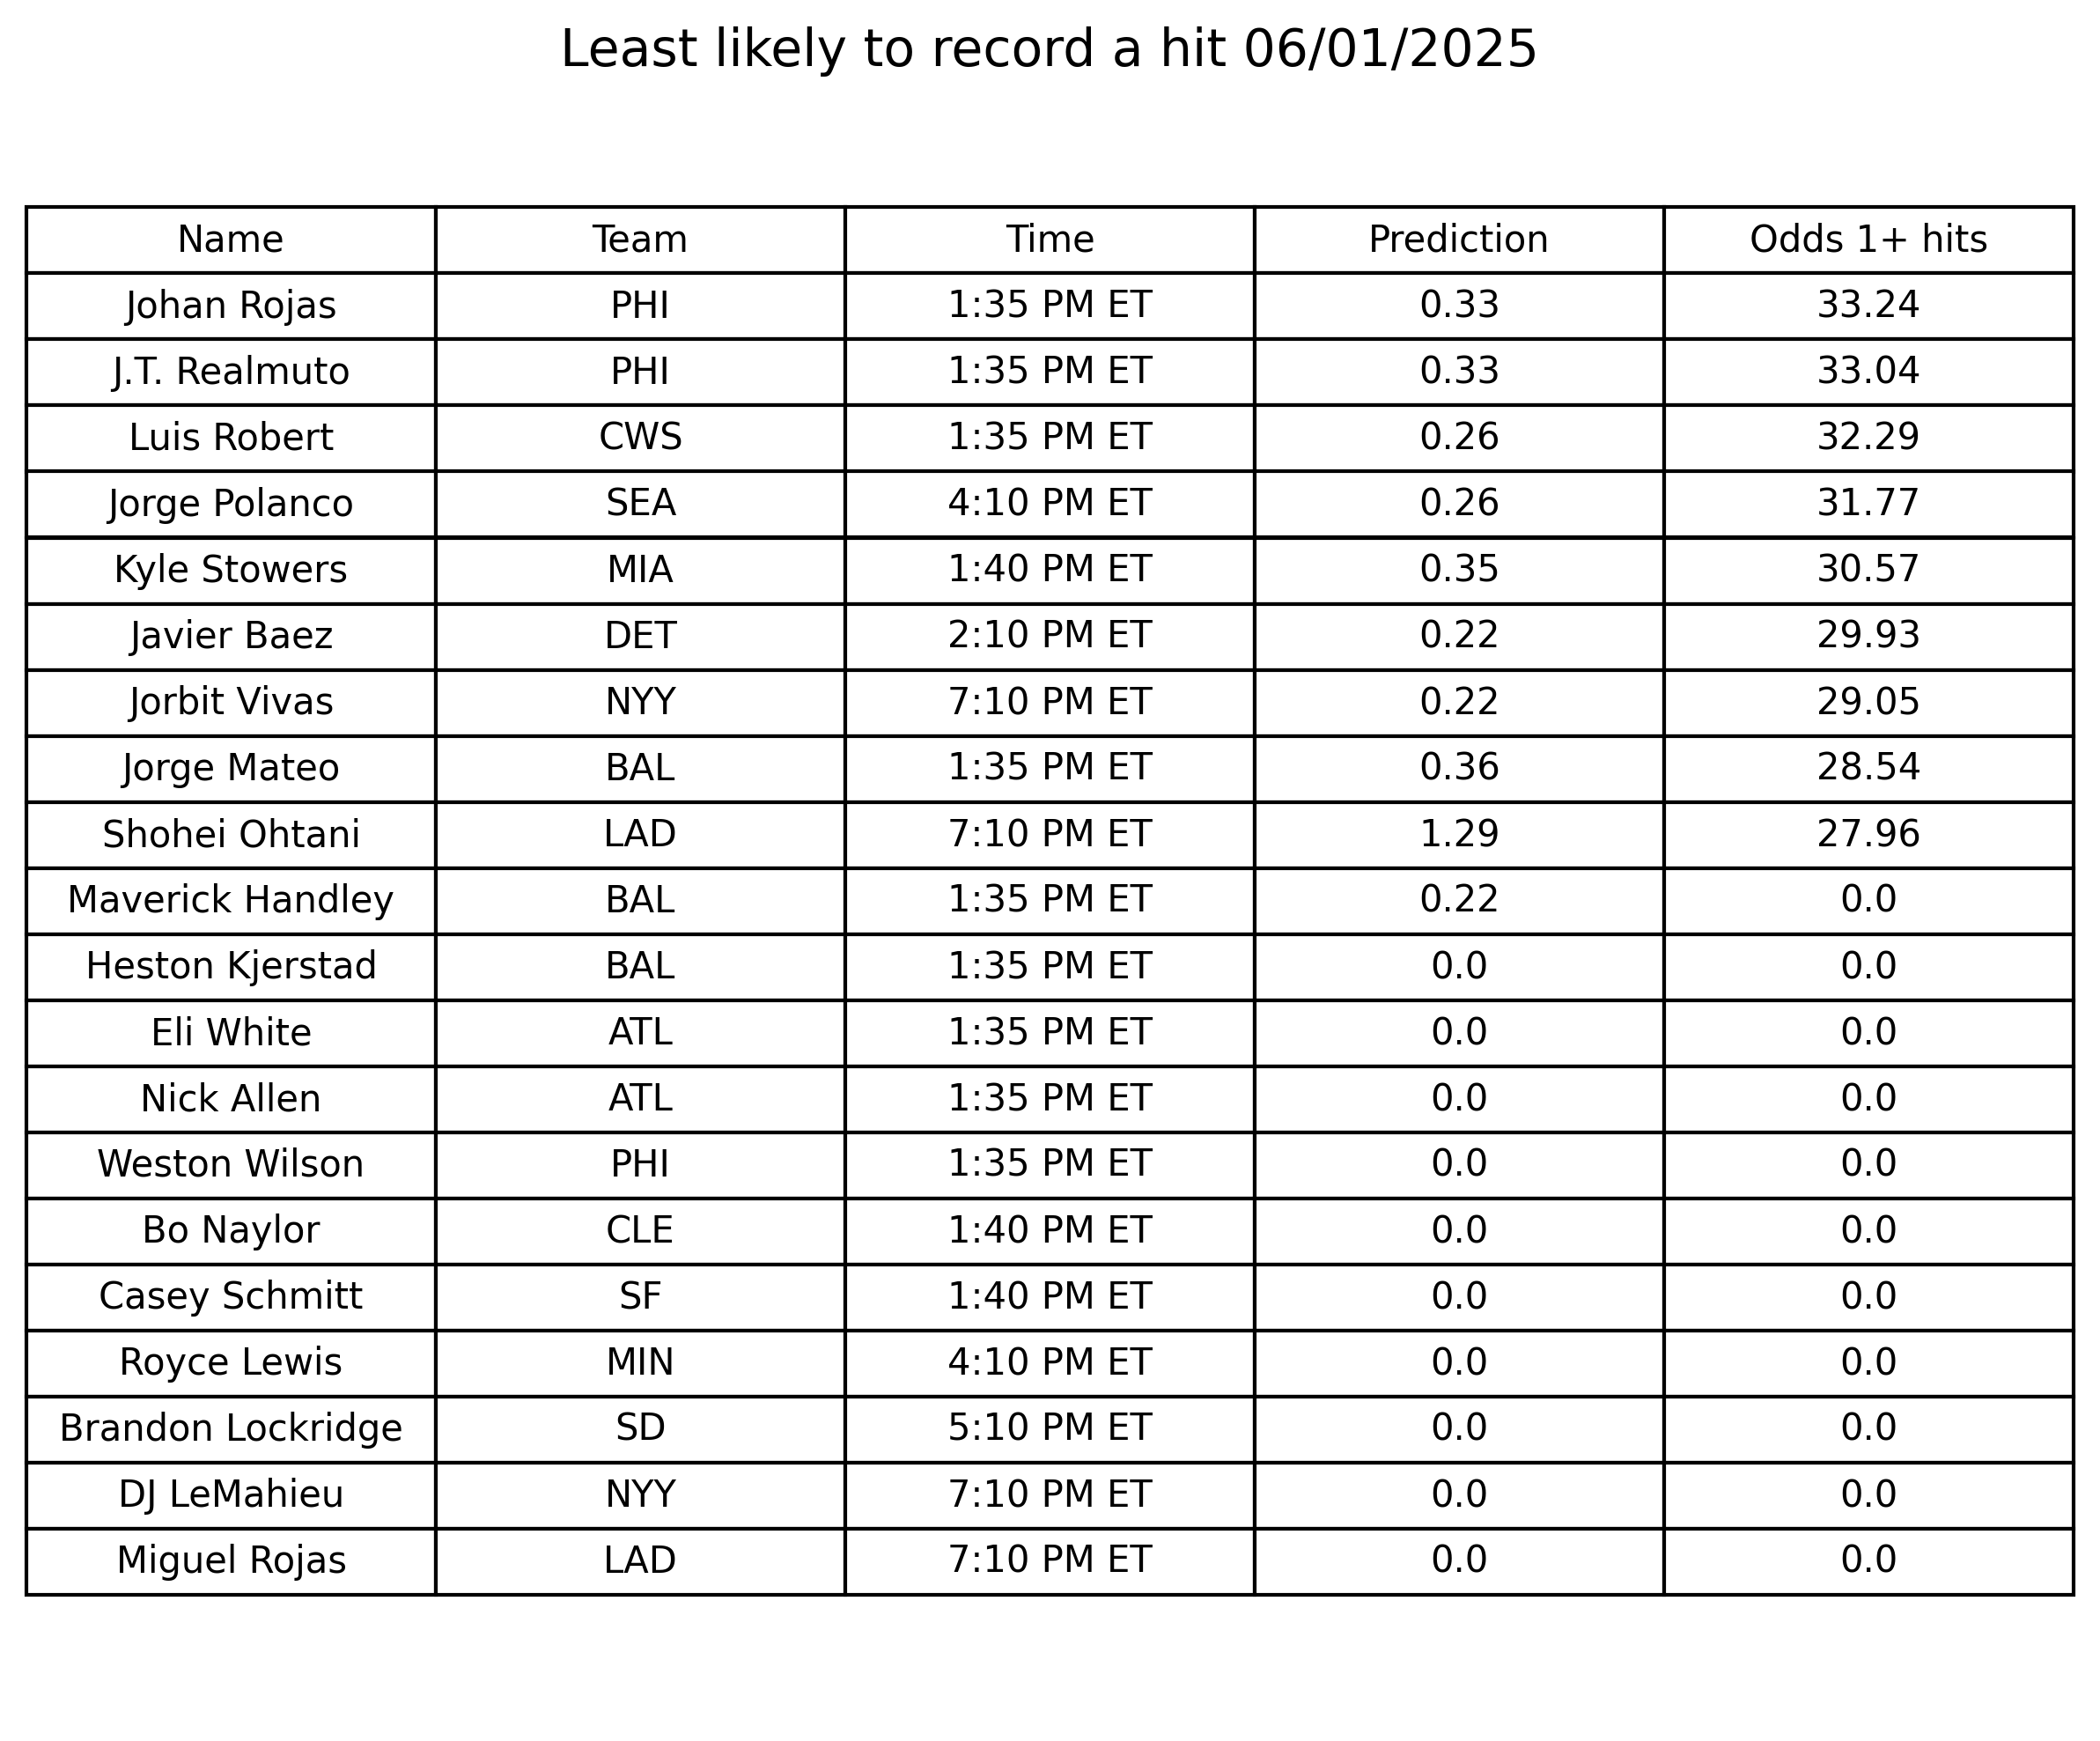 Least likely to record a hit 06/01/2025
Name Team Time Prediction Odds 1+ hits
Johan Rojas PHI 1:35 PM ET 0.33 33.24
J.T. Realmuto PHI 1:35 PM ET 0.33 33.04
Luis Robert CWS 1:35 PM ET 0.26 32.29
Jorge Polanco SEA 4:10 PM ET 0.26 31.77
Kyle Stowers MIA 1:40 PM ET 0.35 30.57
Javier Baez DET 2:10 PM ET 0.22 29.93
Jorbit Vivas NYY 7:10 PM ET 0.22 29.05
Jorge Mateo BAL 1:35 PM ET 0.36 28.54
Shohei Ohtani LAD 7:10 PM ET 1.29 27.96
Maverick Handley BAL 1:35 PM ET 0.22 0.0
Heston Kjerstad BAL 1:35 PM ET 0.0 0.0
Eli White ATL 1:35 PM ET 0.0 0.0
Nick Allen ATL 1:35 PM ET 0.0 0.0
Weston Wilson PHI 1:35 PM ET 0.0 0.0
Bo Naylor CLE 1:40 PM ET 0.0 0.0
Casey Schmitt SF 1:40 PM ET 0.0 0.0
Royce Lewis MIN 4:10 PM ET 0.0 0.0
Brandon Lockridge SD 5:10 PM ET 0.0 0.0
DJ LeMahieu NYY 7:10 PM ET 0.0 0.0
Miguel Rojas LAD 7:10 PM ET 0.0 0.0